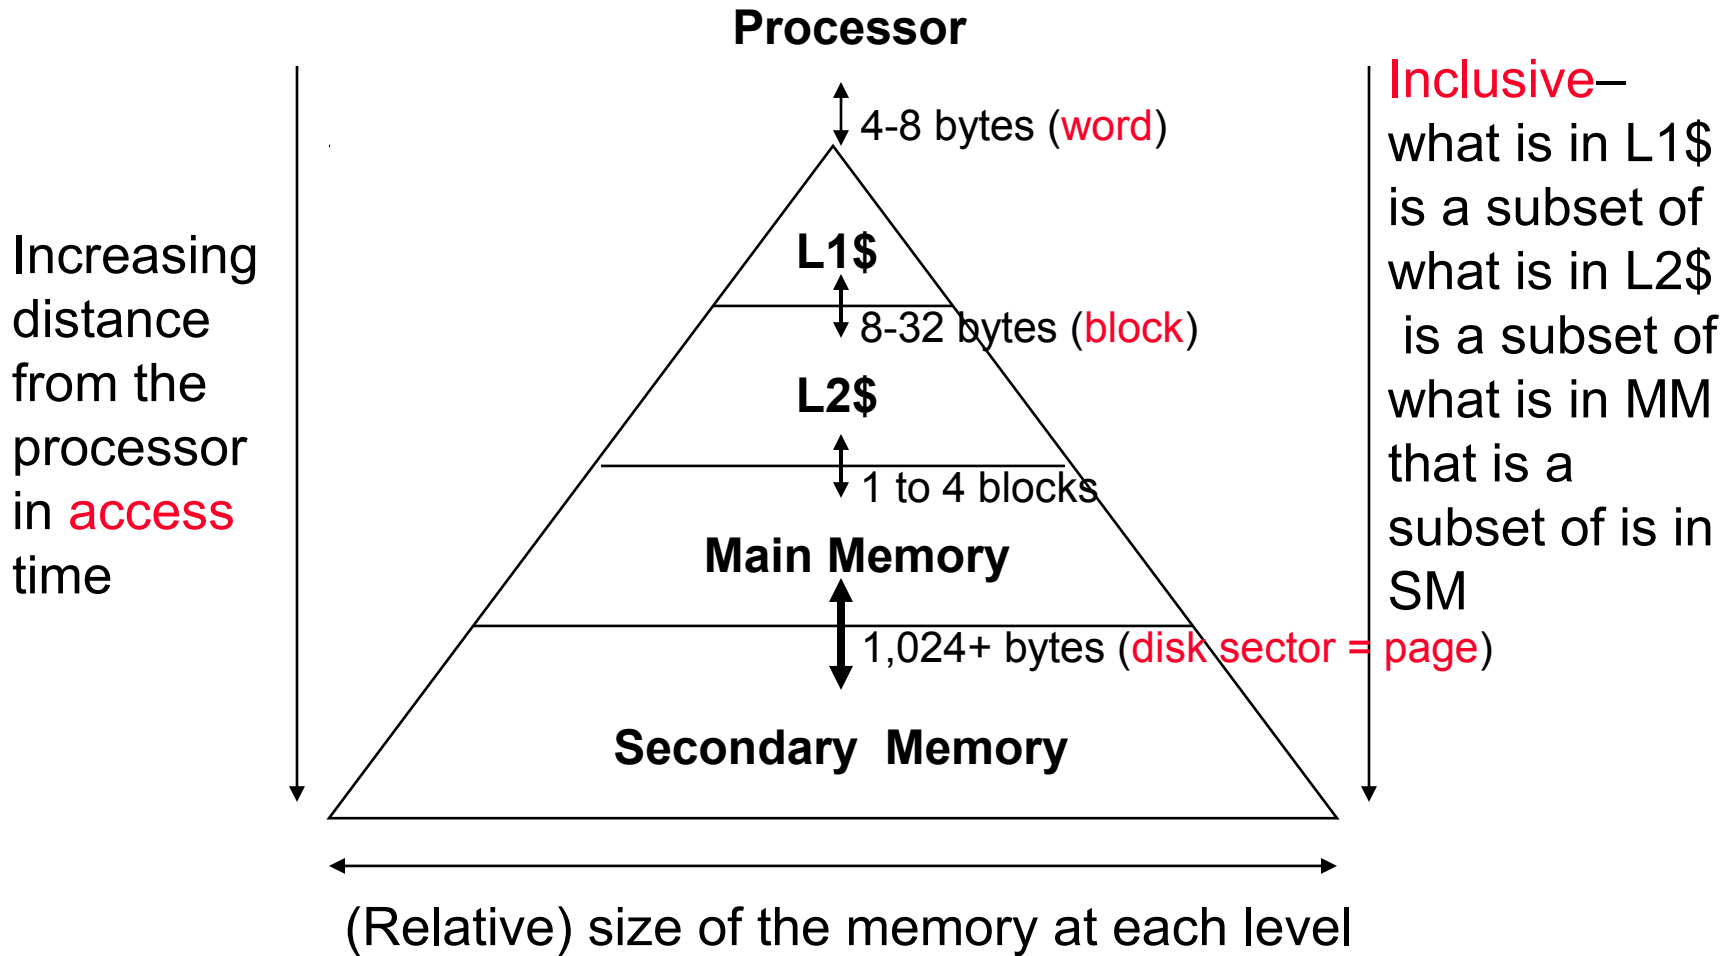 Processor
4-8 bytes (word)
Increasing
distance
from the
processor
in access
time
L1$
8-32 bytes (block)
L2$
1 to 4 blocks
Main Memory
1,024+ bytes (disk sector = page)
Secondary Memory
Inclusive–
what is in L1$
is a subset of
what is in L2$
is a subset of
what is in MM
that is a
subset of is in
SM
(Relative) size of the memory at each level